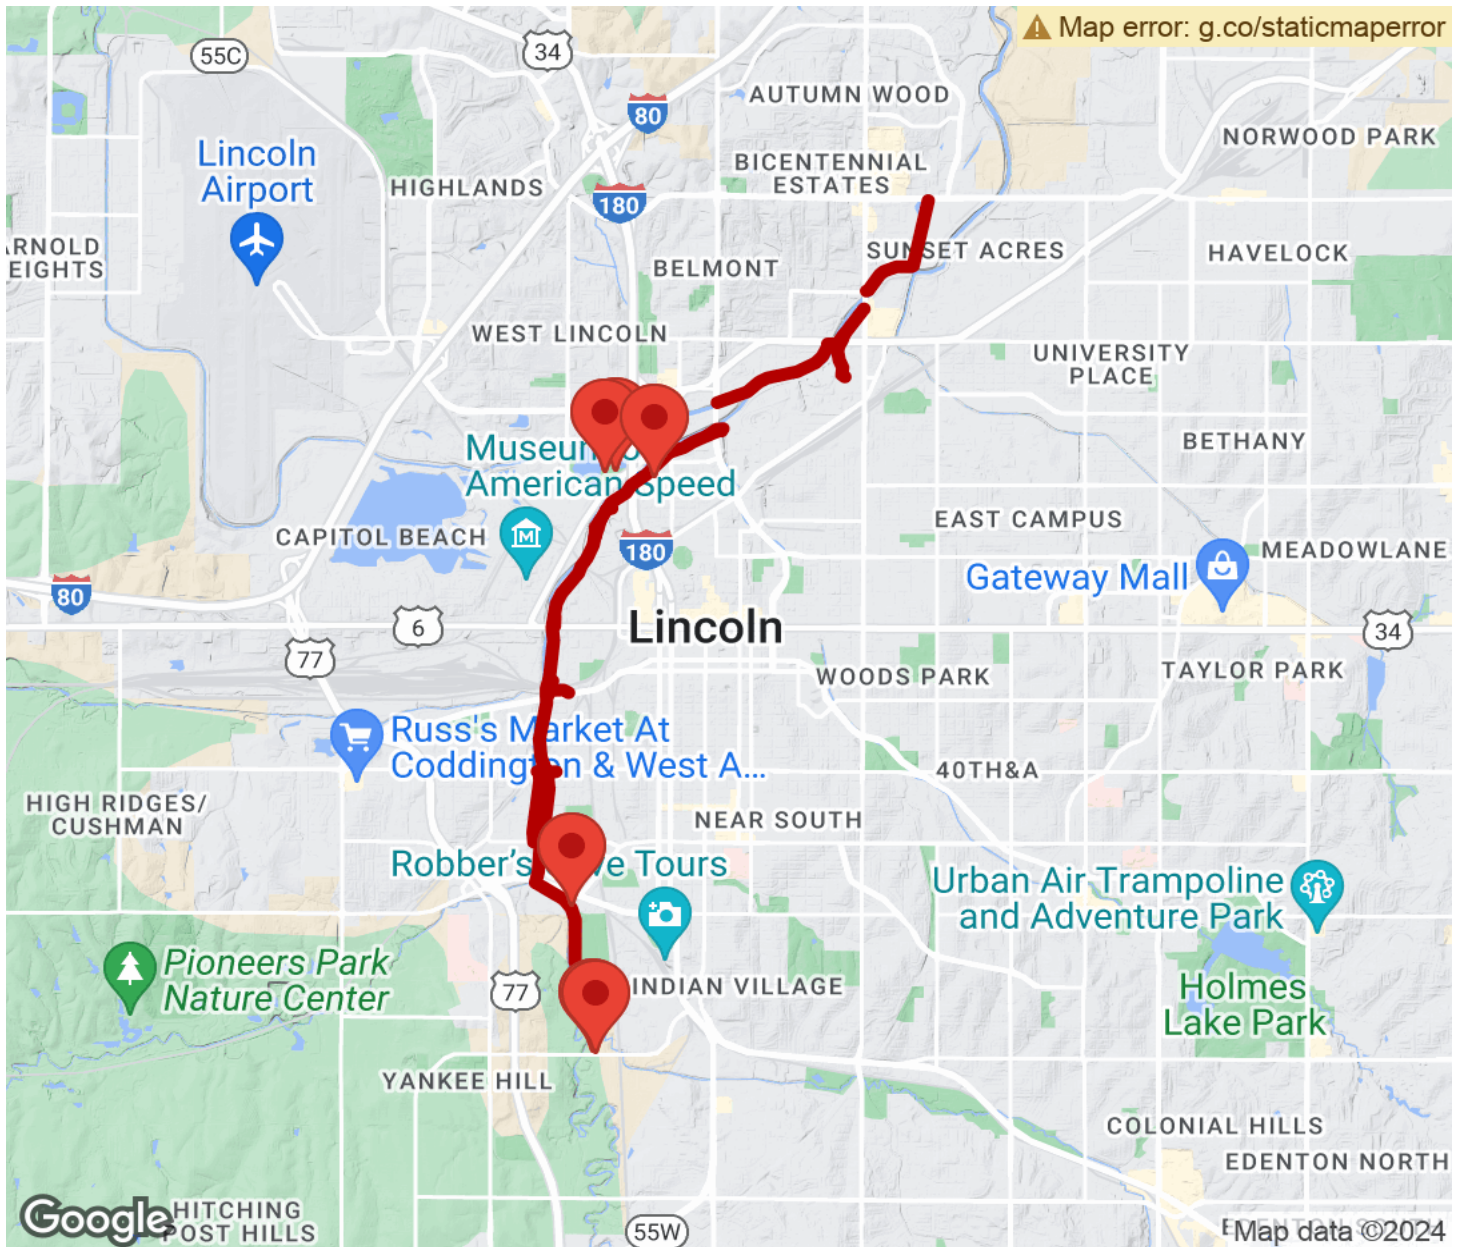 Map error: g.co/staticmaperror
55C
34
80
AUTUMN WOOD
NORWOOD PARK
Lincoln
Airport
BICENTENNIAL
ESTATES
HIGHLANDS
180
ARNOLD
EIGHTS
SUNSET ACRES
HAVELOCK
BELMONT
WEST LINCOLN
UNIVERSITY
PLACE
BETHANY
Museum of
American Speed
EAST CAMPUS
CAPITOL BEACH
M
180
MEADOWLANE
Gateway Mall
80
6
Lincoln
34
77
WOODS PARK
TAYLOR PARK
Russ's Market At
Coddington & West A...
40TH&A
HIGH RIDGES/
CUSHMAN
NEAR SOUTH
Robber's Cave Tours
Urban Air Trampoline
and Adventure Park
Pioneers Park
Nature Center
77
INDIAN VILLAGE
Holmes
Lake Park
YANKEE HILL
COLONIAL HILLS
EDENTON NORTH
HITCHING
POST HILLS
Google
55W
Map data ©2024